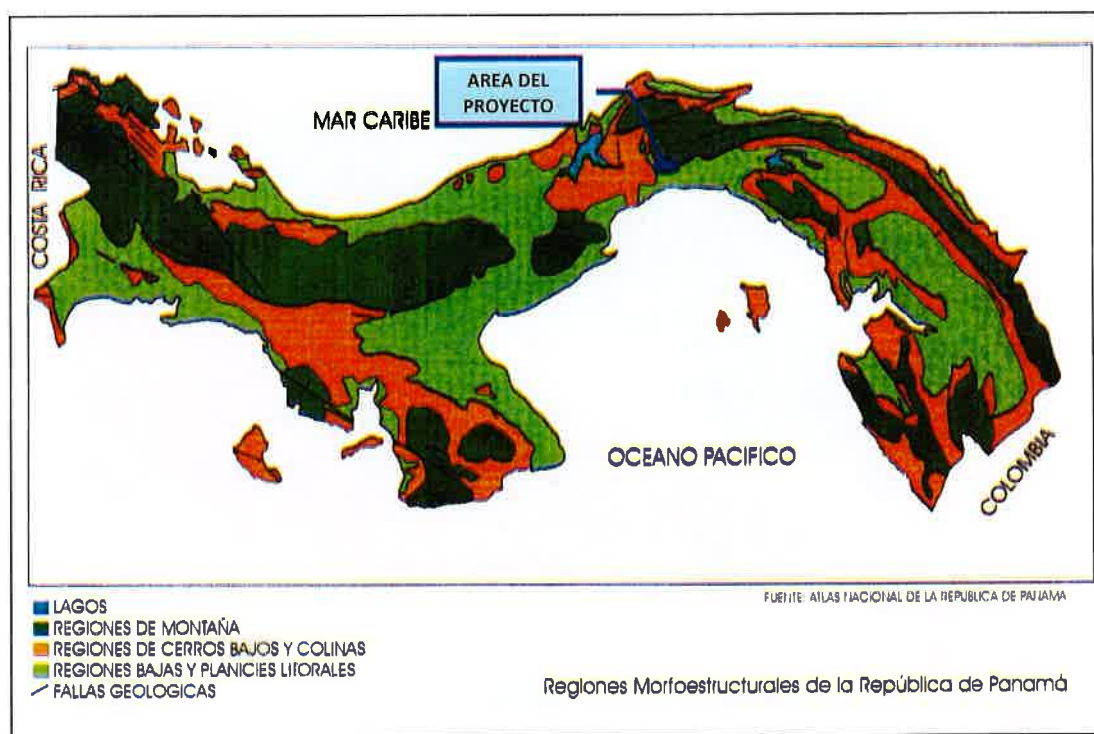 AREA DEL
PROYECTO
MAR CARIBE
COSTA RICA
OCEANO PACIFICO
COLOMBIA
FUENTE: ATLAS NACIONAL DE LA REPUBLICA DE PANAMA
LAGOS
REGIONES DE MONTAÑA
REGIONES DE CERROS BAJOS Y COLINAS
REGIONES BAJAS Y PLANICIES LITORALES
FALLAS GEOLOGICAS
Regiones Morfoestructurales de la República de Panamá